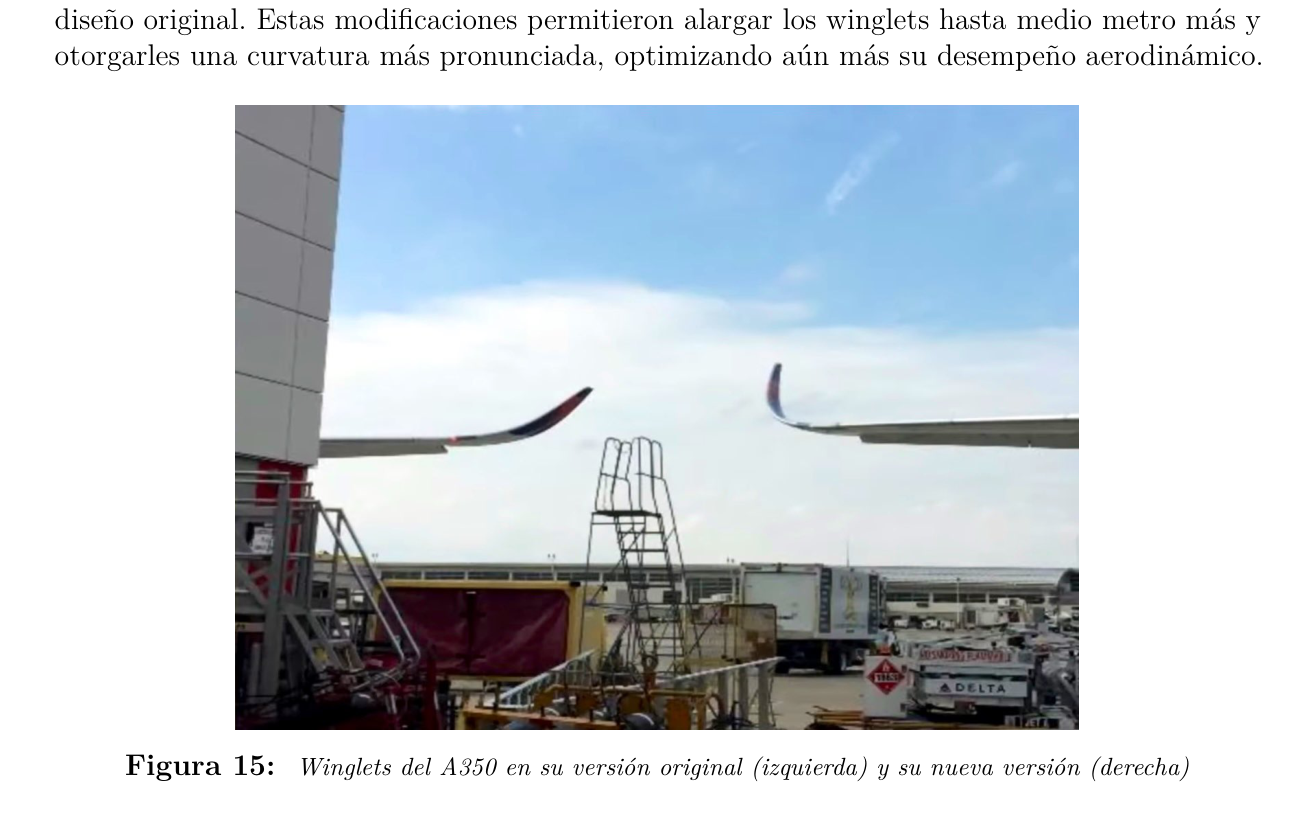 diseño original. Estas modificaciones permitieron alargar los winglets hasta medio metro más y
otorgarles una curvatura más pronunciada, optimizando aún más su desempeño aerodinámico.
1863
DELTA
Figura 15: Winglets del A350 en su versión original (izquierda) y su nueva versión (derecha)